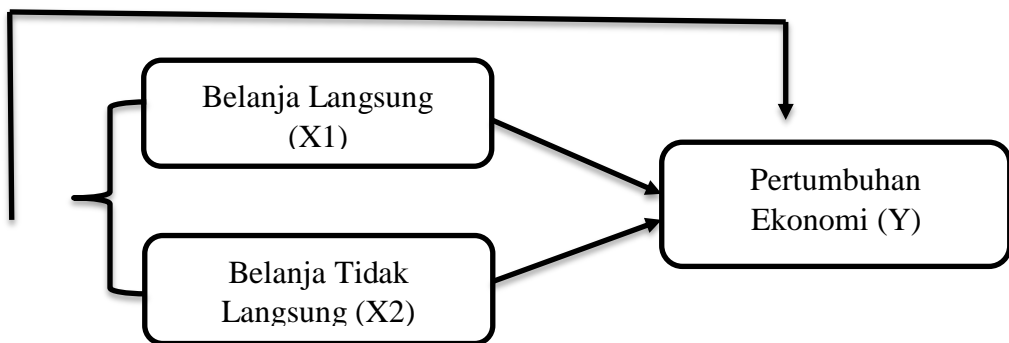 Belanja Langsung
(X1)
Belanja Tidak
Langsung (X2)
Pertumbuhan
Ekonomi (Y)